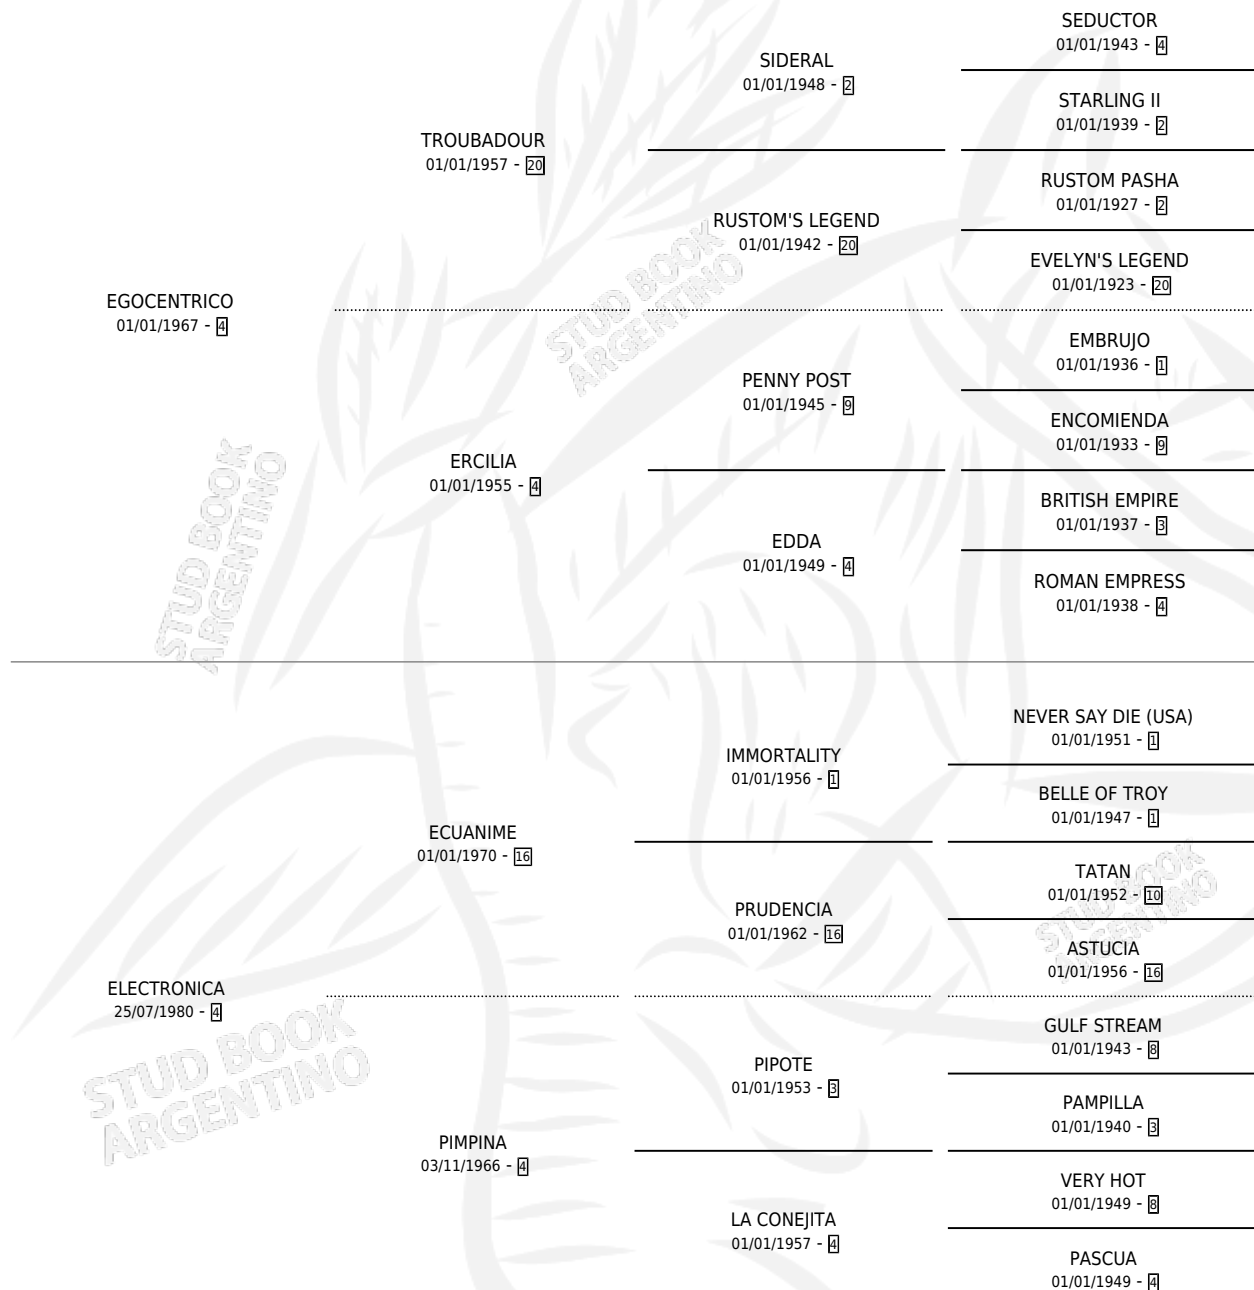 SEDUCTOR
01/01/1943 - 4
SIDERAL
01/01/1948 - 2
STARLING II
01/01/1939 - 2
TROUBADOUR
01/01/1957 - 20
RUSTOM PASHA
01/01/1927 - 2
RUSTOM'S LEGEND
01/01/1942 - 20
EVELYN'S LEGEND
01/01/1923 - 20
EGOCENTRICO
01/01/1967 - 4
STUD BOOK
ARGENTINO
EMBRUJO
01/01/1936 - 1
PENNY POST
01/01/1945 - 9
ENCOMIENDA
01/01/1933 - 9
ERCILIA
01/01/1955 - 4
BRITISH EMPIRE
01/01/1937 - 3
EDDA
01/01/1949 - 4
ROMAN EMPRESS
01/01/1938 - 4
STUD BOOK
ARGENTINO
NEVER SAY DIE (USA)
01/01/1951 - 1
IMMORTALITY
01/01/1956 - 1
BELLE OF TROY
01/01/1947 - 1
ECUANIME
01/01/1970 - 16
TATAN
01/01/1952 - 10
PRUDENCIA
01/01/1962 - 16
ASTUCIA
01/01/1956 - 16
STUD BOOK
ARGENTINO
ELECTRONICA
25/07/1980 - 4
GULF STREAM
01/01/1943 - 8
PIPOTE
01/01/1953 - 3
PAMPILLA
01/01/1940 - 3
STUD BOOK
ARGENTINO
PIMPINA
03/11/1966 - 4
VERY HOT
01/01/1949 - 8
LA CONEJITA
01/01/1957 - 4
PASCUA
01/01/1949 - 4